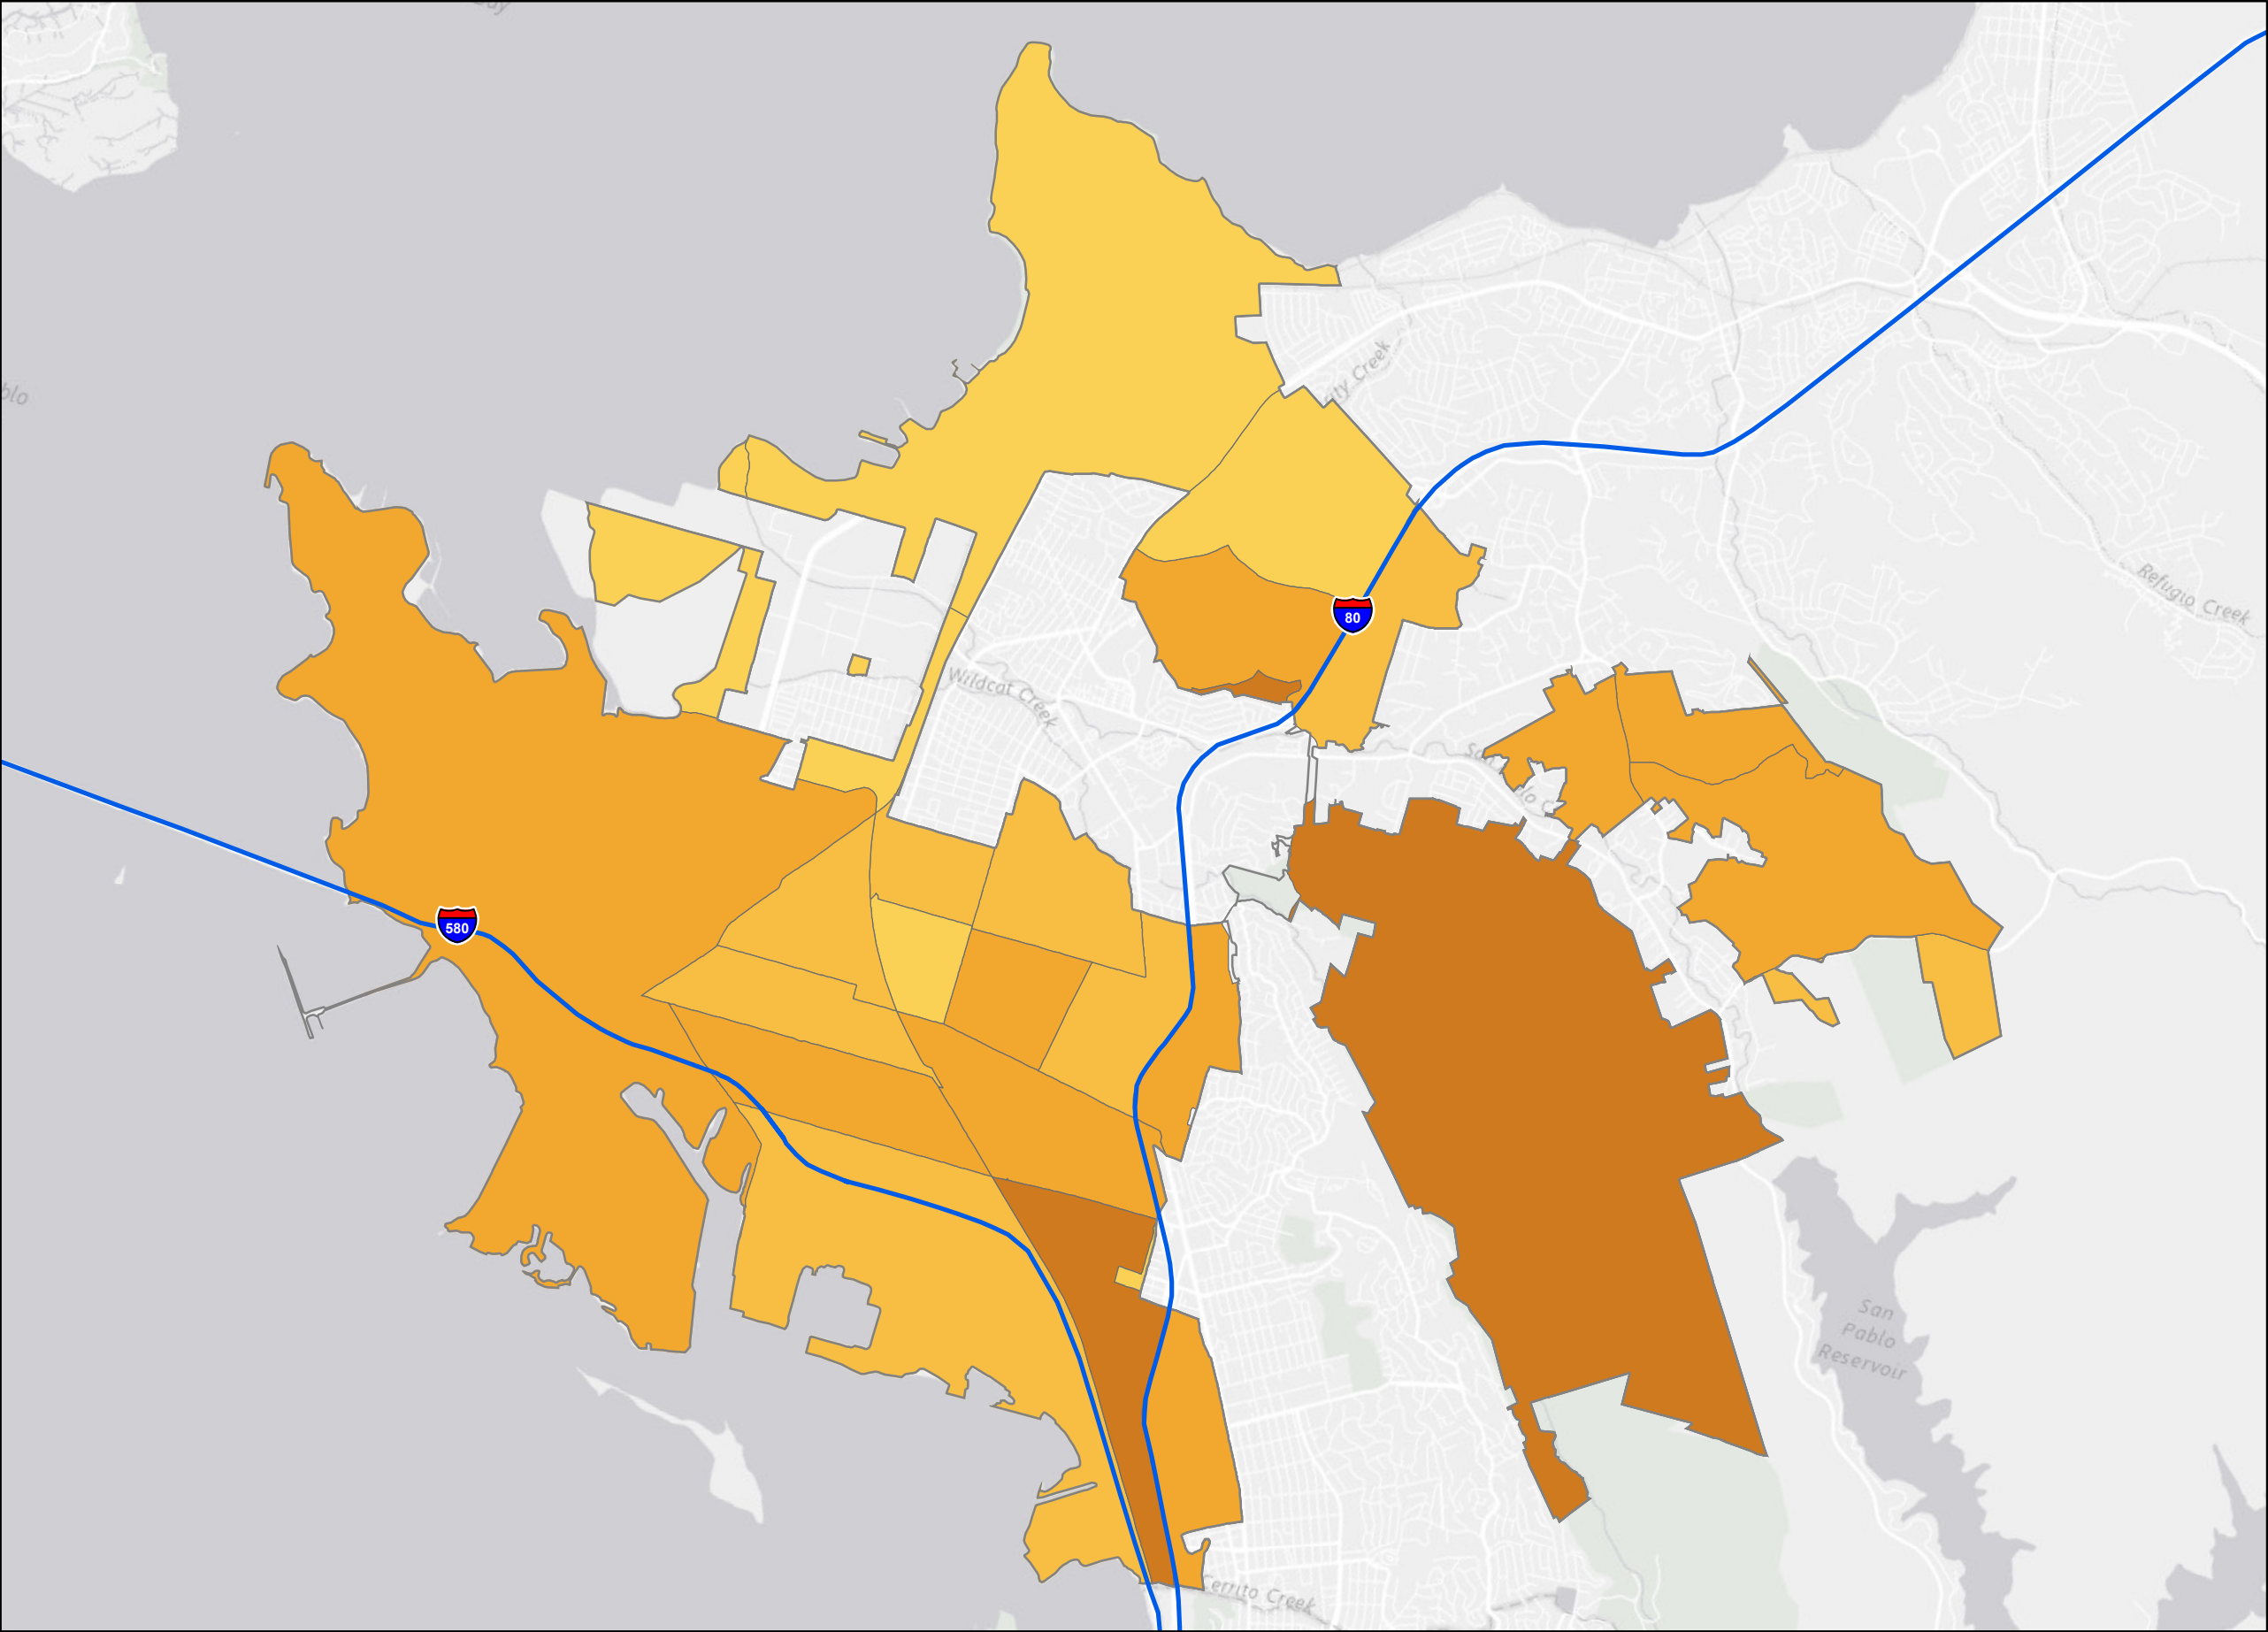 80
Refugio Creek
Wildcat Creek
580
San
Pablo
Reservoir
Cerrito Creek